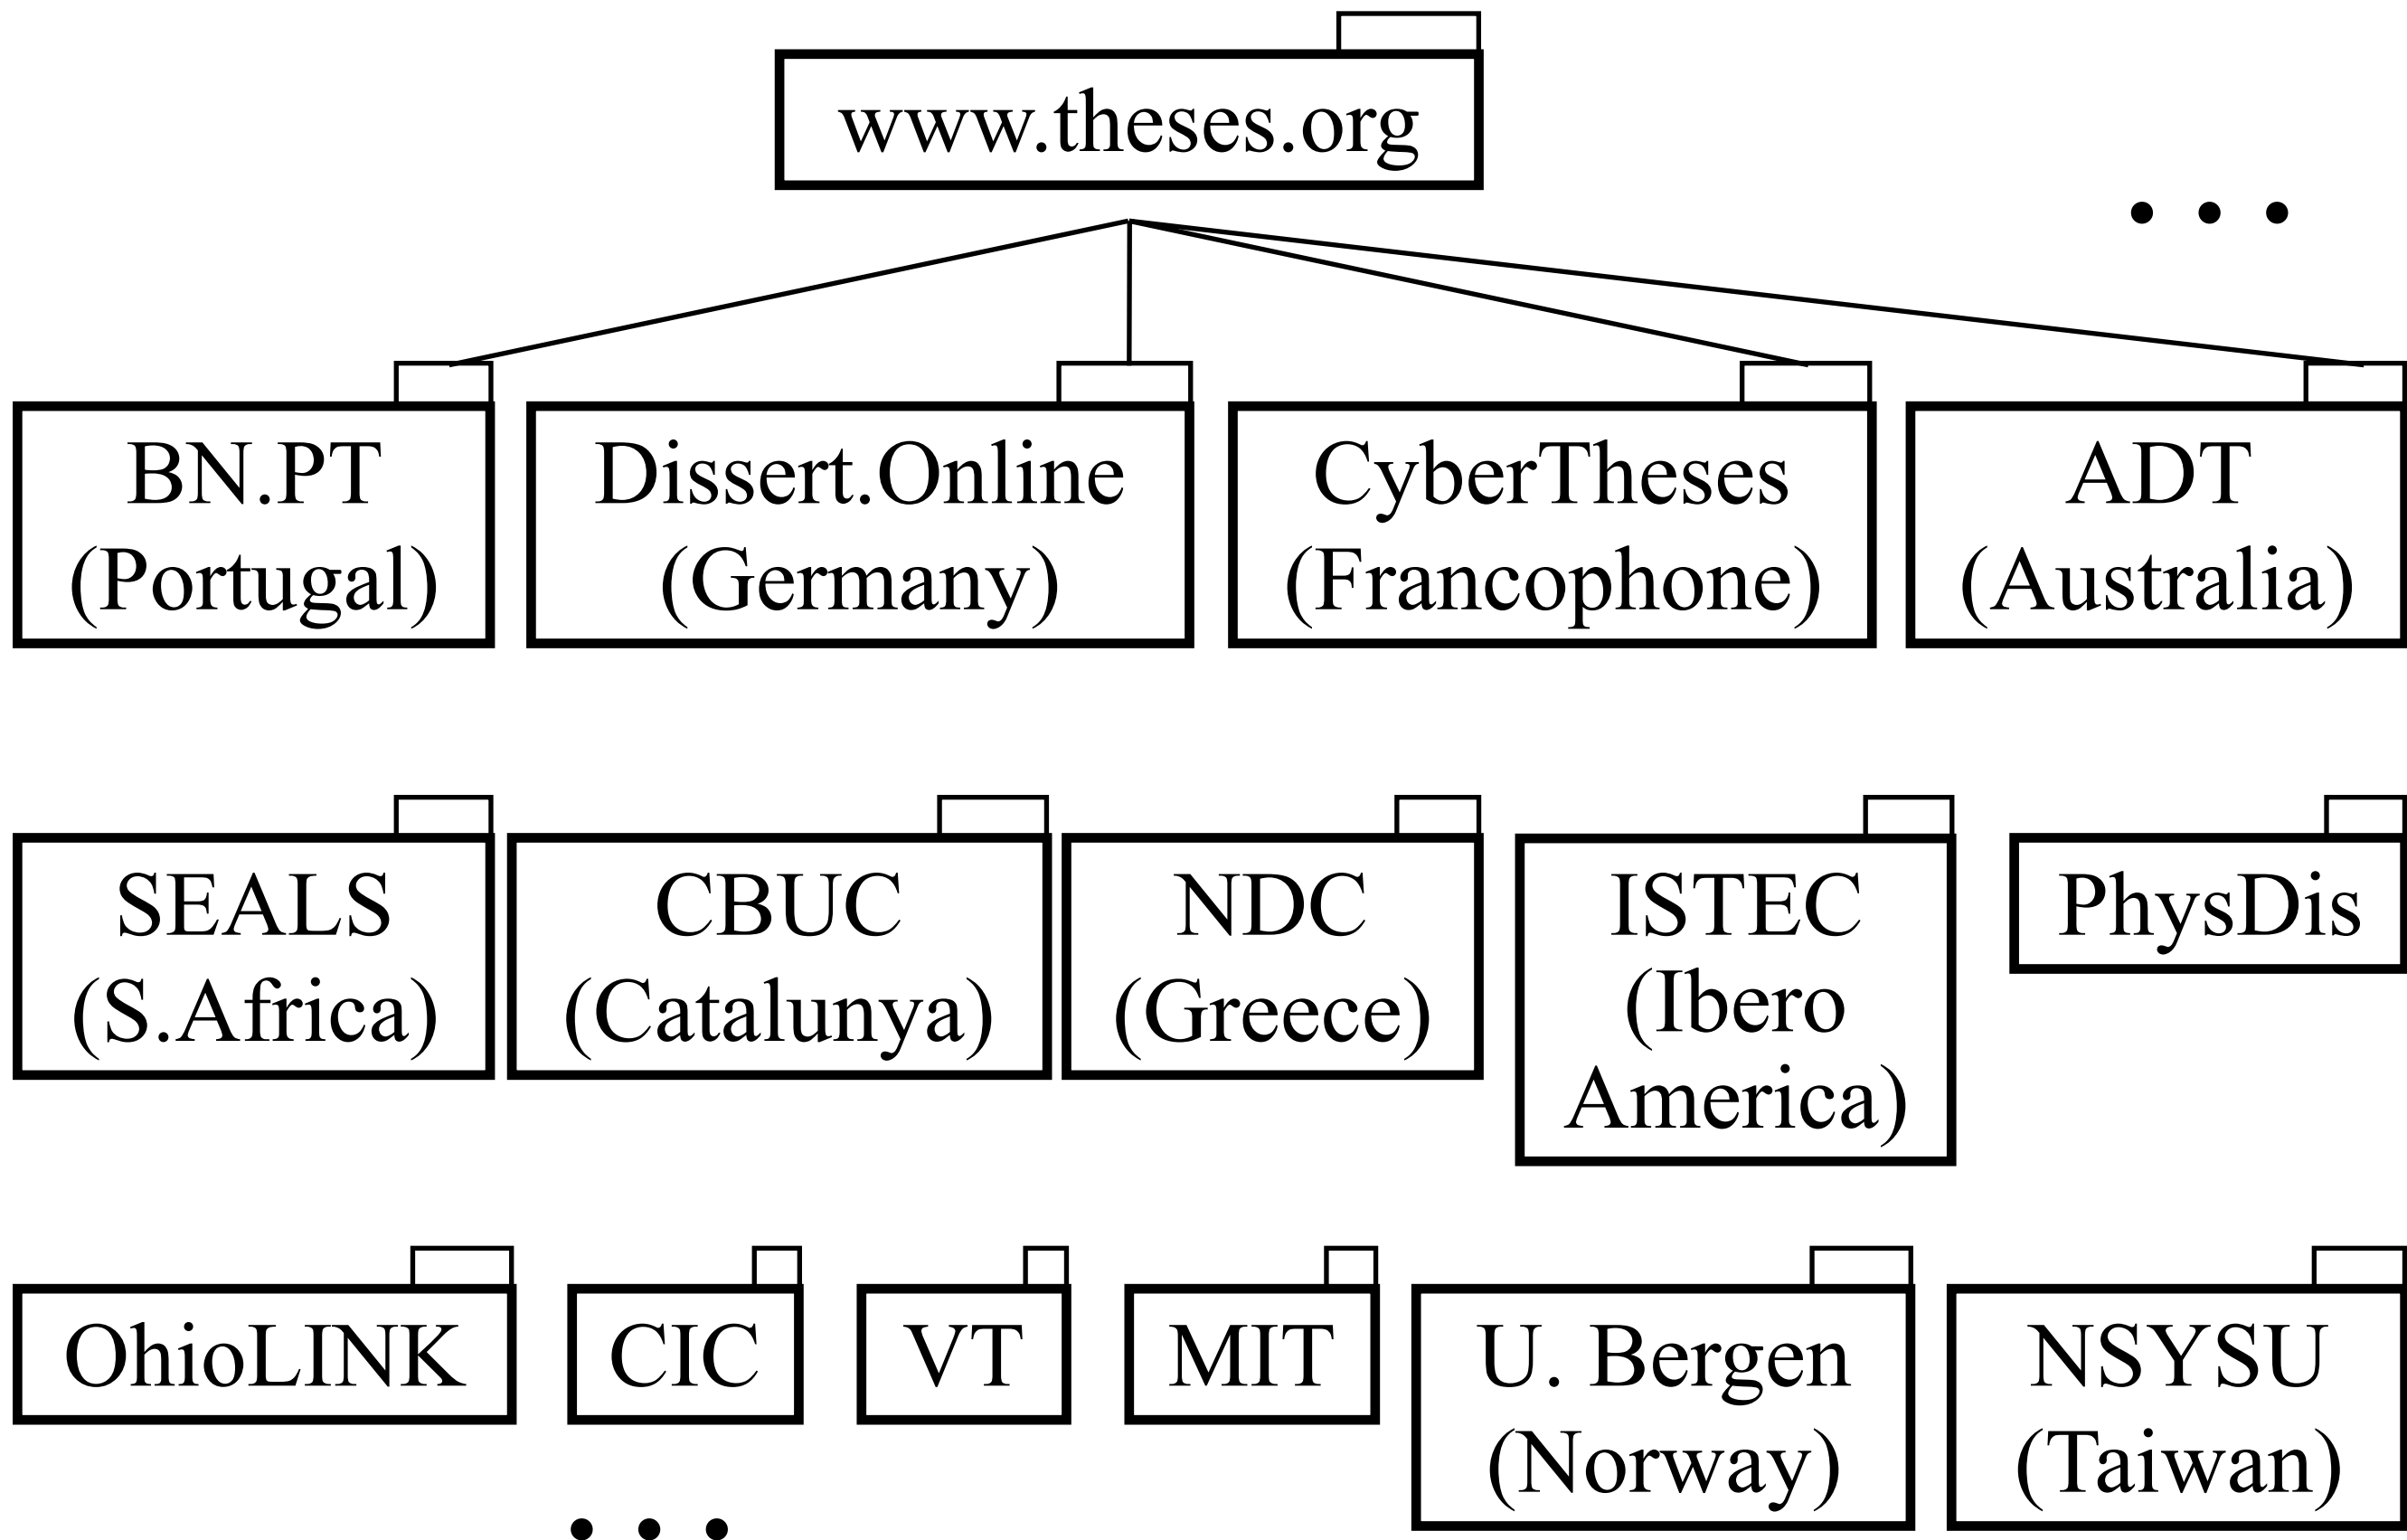 www.theses.org
. . .
BN.PT
(Portugal)
Dissert.Online
(Germany)
CyberTheses
(Francophone)
ADT
(Australia)
SEALS
(S.Africa)
CBUC
(Catalunya)
NDC
(Greece)
ISTEC
(Ibero
America)
PhysDis
OhioLINK
CIC
VT
MIT
U. Bergen
(Norway)
NSYSU
(Taiwan)
. . .